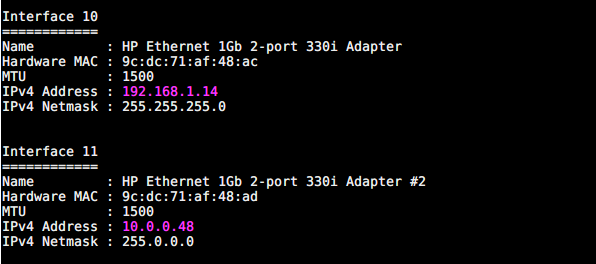 Interface 10
============
Name         : HP Ethernet 1Gb 2-port 330i Adapter
Hardware MAC : 9c:dc:71:af:48:ac
MTU          : 1500
IPv4 Address : 192.168.1.14
IPv4 Netmask : 255.255.255.0
Interface 11
============
Name         : HP Ethernet 1Gb 2-port 330i Adapter #2
Hardware MAC : 9c:dc:71:af:48:ad
MTU          : 1500
IPv4 Address : 10.0.0.48
IPv4 Netmask : 255.0.0.0